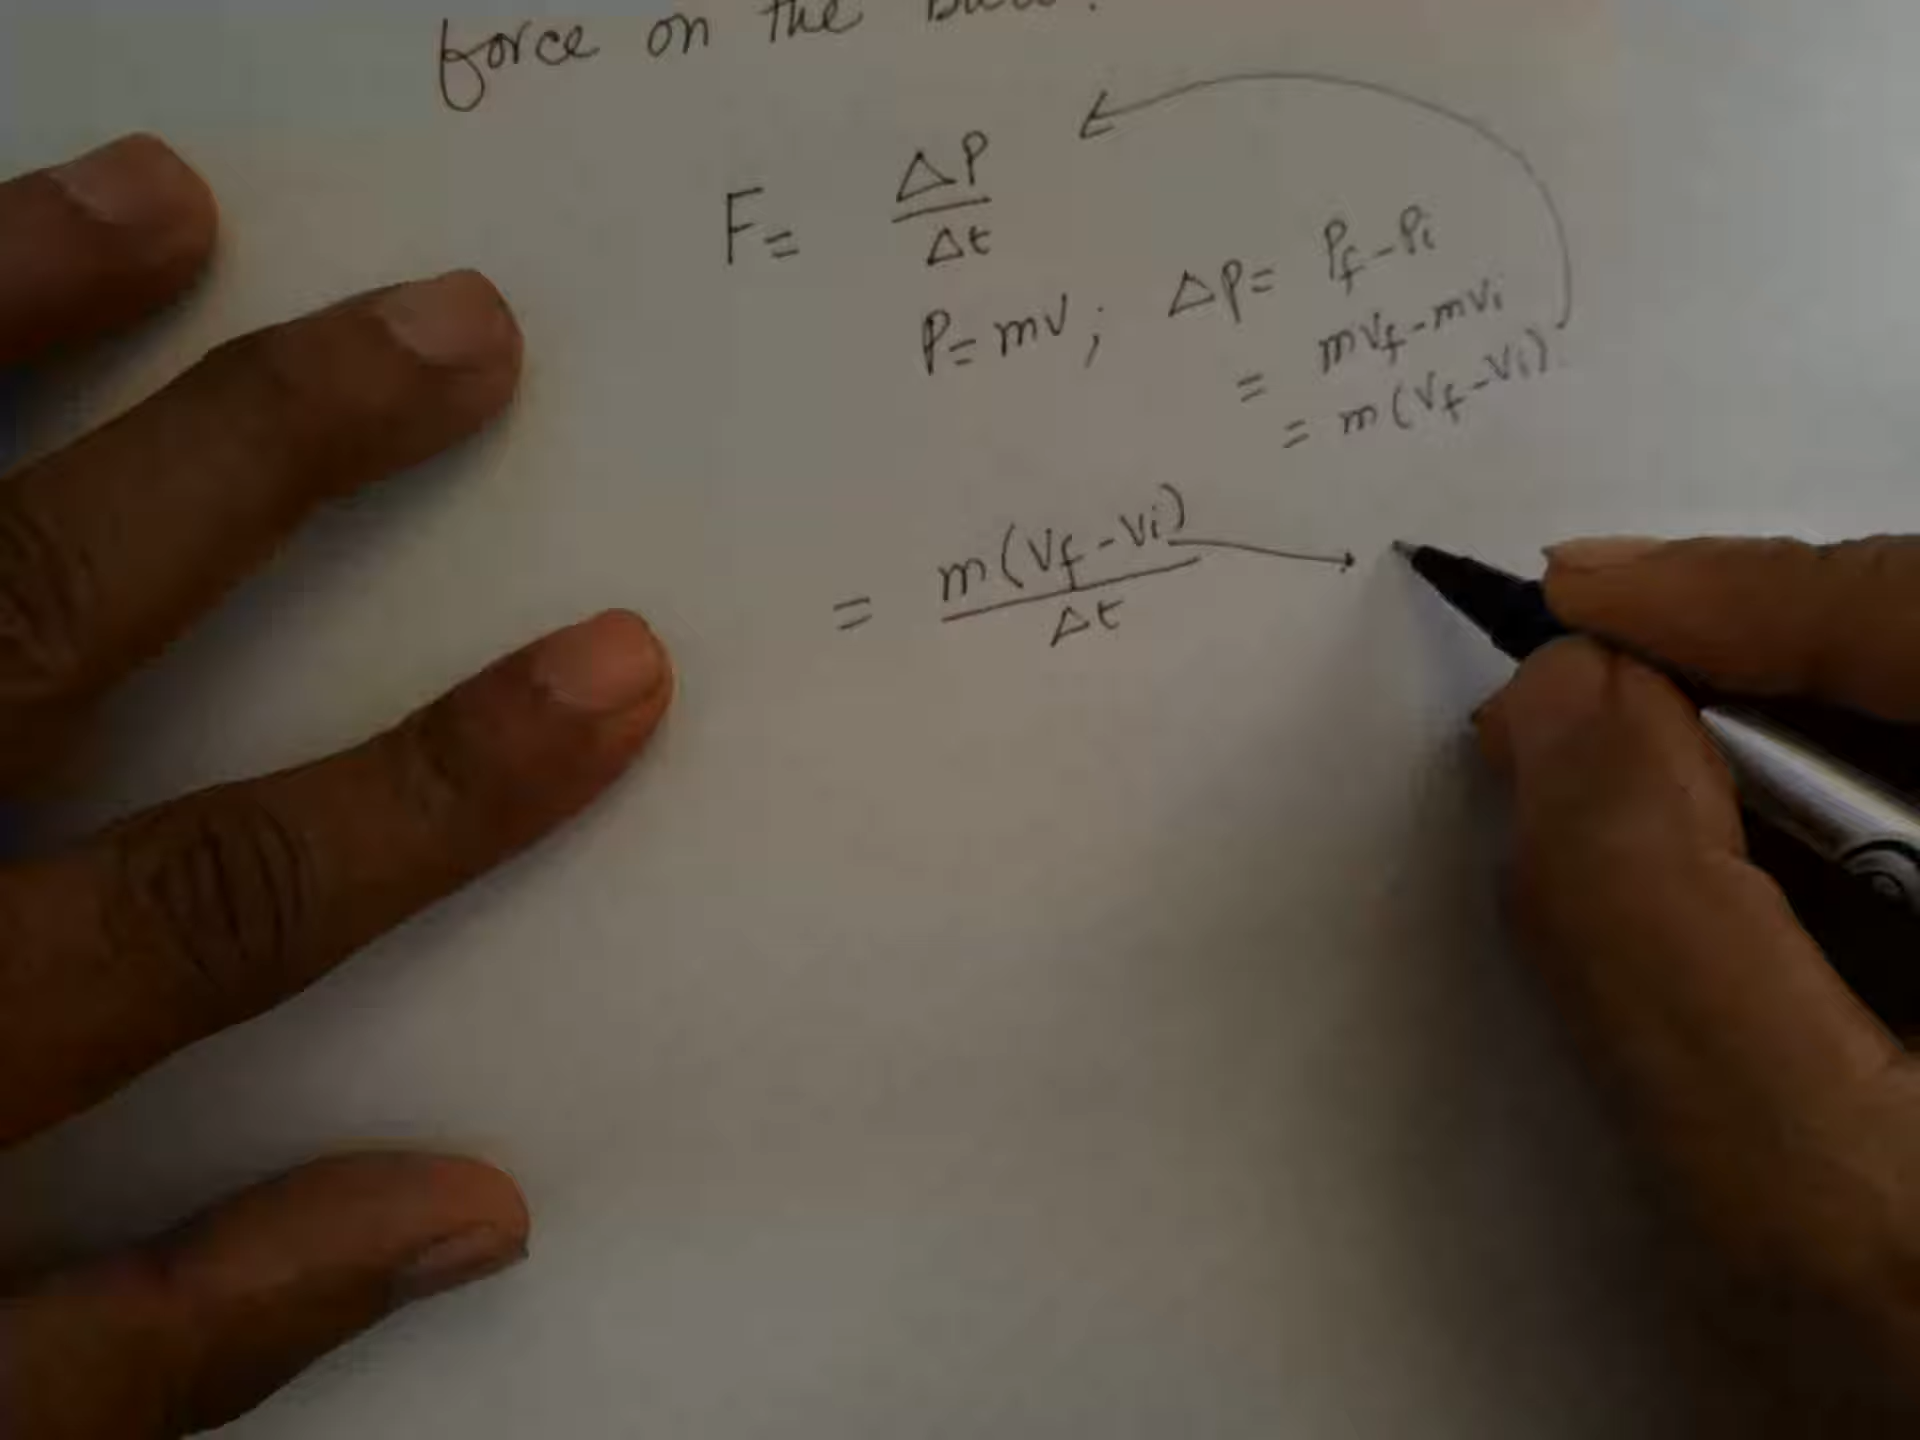 force on the
F = ΔP / Δt
P = mv ; ΔP = Pf - Pi
= mvf - mvi
= m(vf - vi)
= m(vf - vi) / Δt